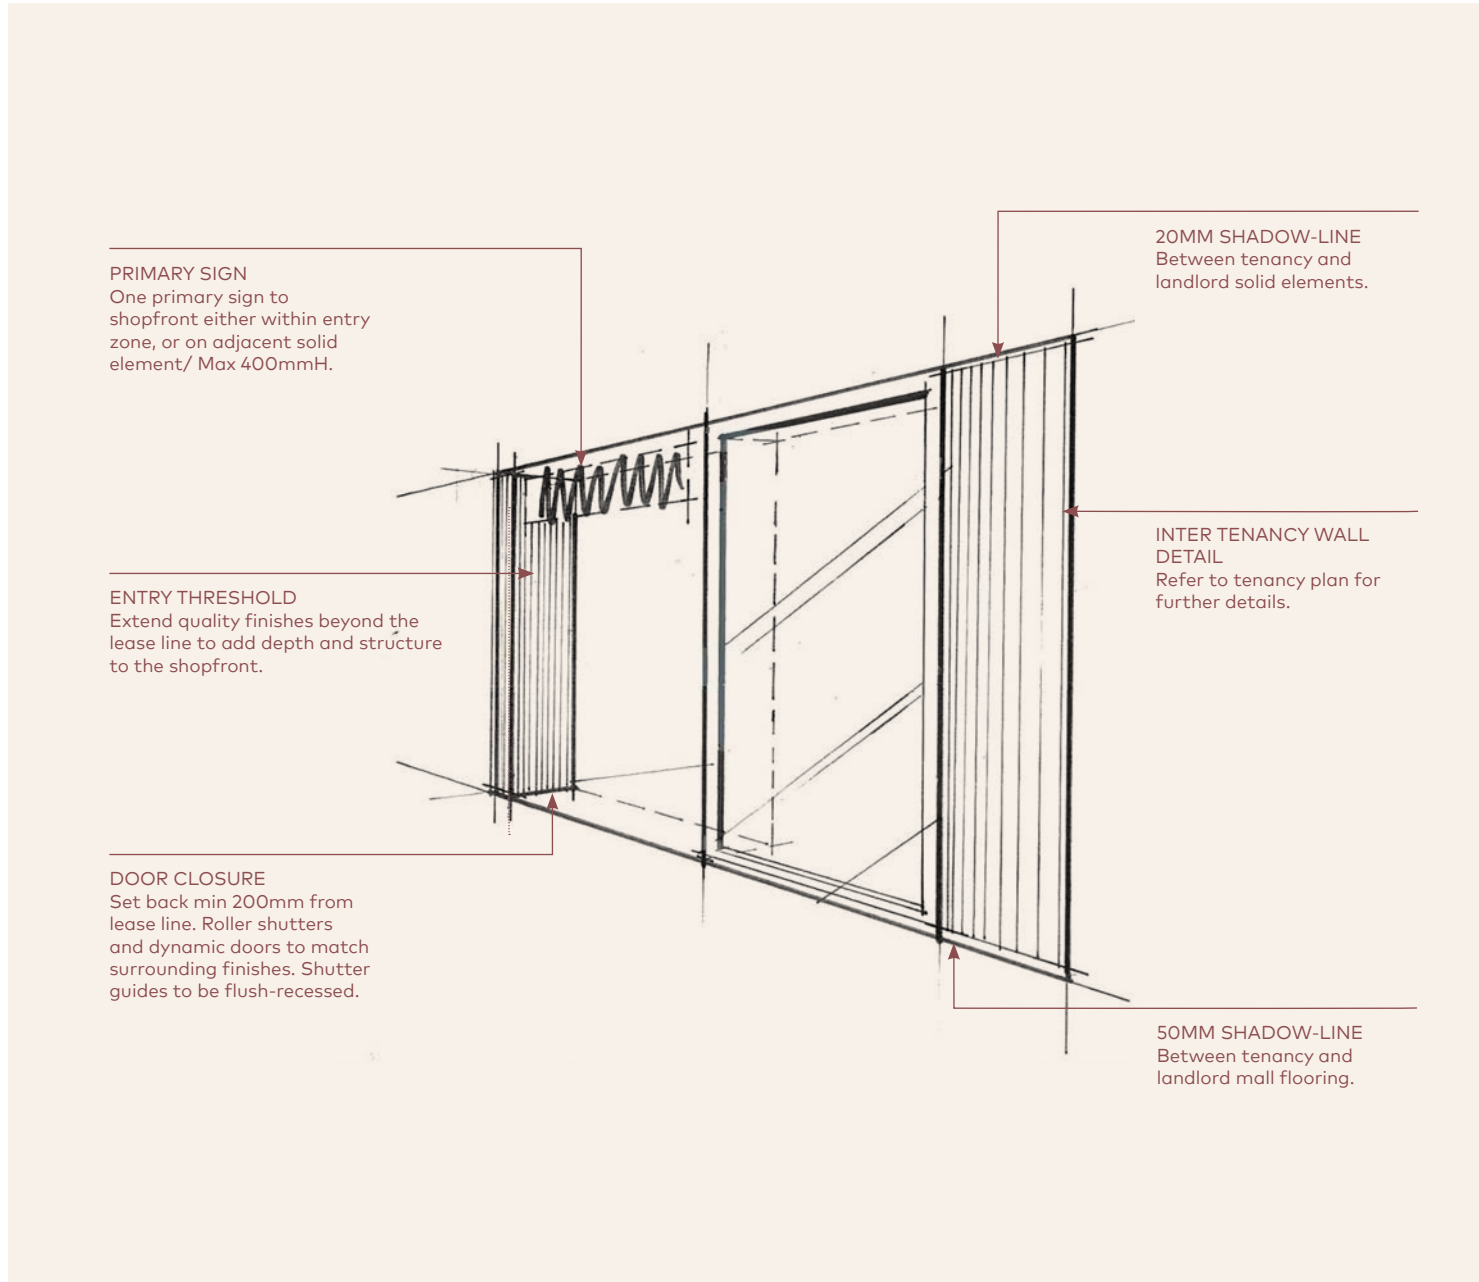 PRIMARY SIGN
One primary sign to
shopfront either within entry
zone, or on adjacent solid
element/ Max 400mmH.
ENTRY THRESHOLD
Extend quality finishes beyond the
lease line to add depth and structure
to the shopfront.
DOOR CLOSURE
Set back min 200mm from
lease line. Roller shutters
and dynamic doors to match
surrounding finishes. Shutter
guides to be flush-recessed.
20MM SHADOW-LINE
Between tenancy and
landlord solid elements.
INTER TENANCY WALL
DETAIL
Refer to tenancy plan for
further details.
50MM SHADOW-LINE
Between tenancy and
landlord mall flooring.